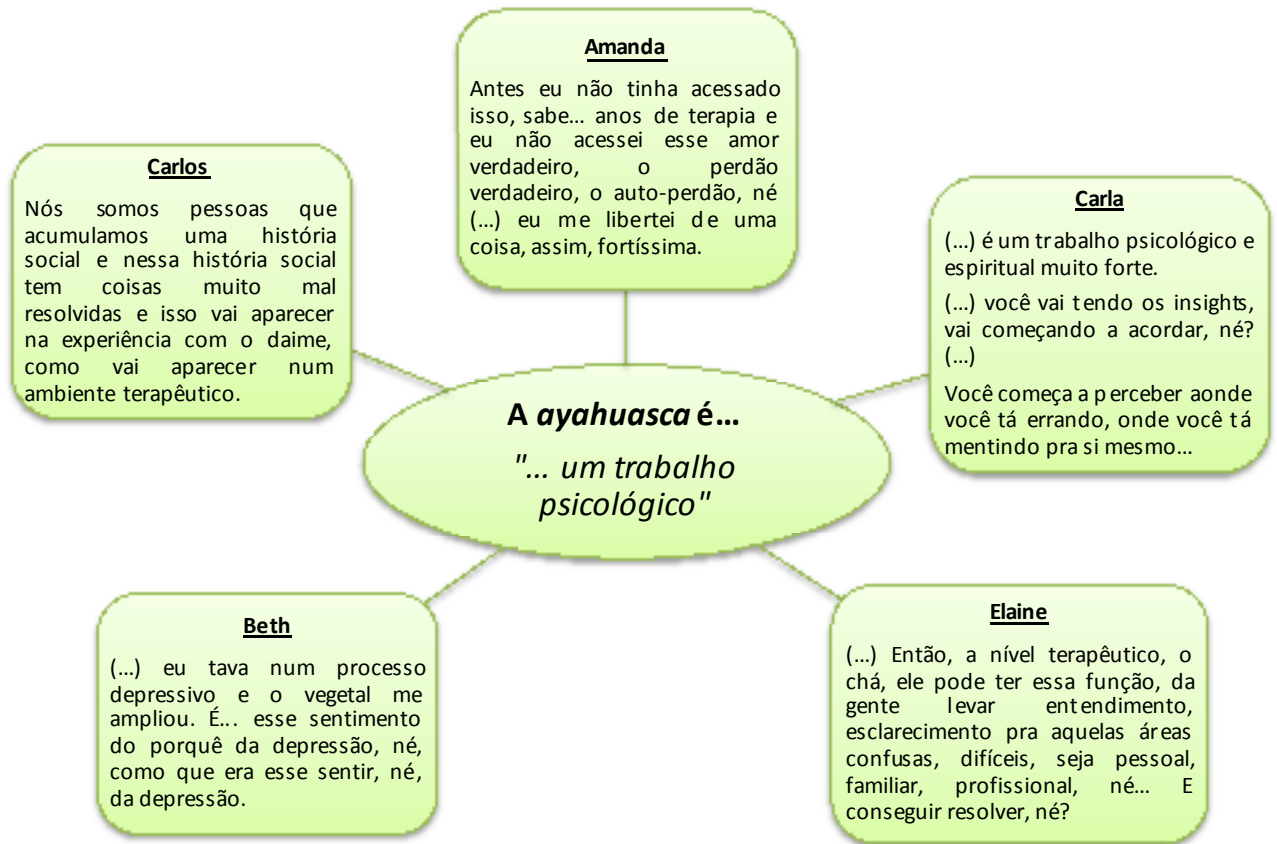 Amanda
Antes eu não tinha acessado
isso, sabe... anos de terapia e
eu não acessei esse amor
verdadeiro, o perdão
verdadeiro, o auto-perdão, né
(...) eu me libertei de uma
coisa, assim, fortíssima.
Carlos
Nós somos pessoas que
acumulamos uma história
social e nessa história social
tem coisas muito mal
resolvidas e isso vai aparecer
na experiência com o daime,
como vai aparecer num
ambiente terapêutico.
Carla
(...) é um trabalho psicológico e
espiritual muito forte.
(...) você vai tendo os insights,
vai começando a acordar, né?
(...)
Você começa a perceber aonde
você tá errando, onde você tá
mentindo pra si mesmo...
A ayahuasca é...
"... um trabalho
psicológico"
Beth
(...) eu tava num processo
depressivo e o vegetal me
ampliou. É... esse sentimento
do porquê da depressão, né,
como que era esse sentir, né,
da depressão.
Elaine
(...) Então, a nível terapêutico, o
chá, ele pode ter essa função, da
gente levar entendimento,
esclarecimento pra aquelas áreas
confusas, difíceis, seja pessoal,
familiar, profissional, né... E
conseguir resolver, né?